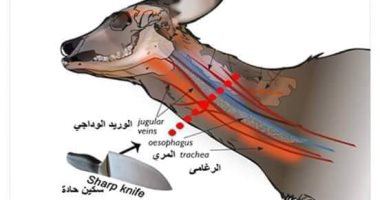 الوريد الوداجي jugular
veins
oesophagus
المري trachea
الرغامى
Sharp knife
سكين حادة